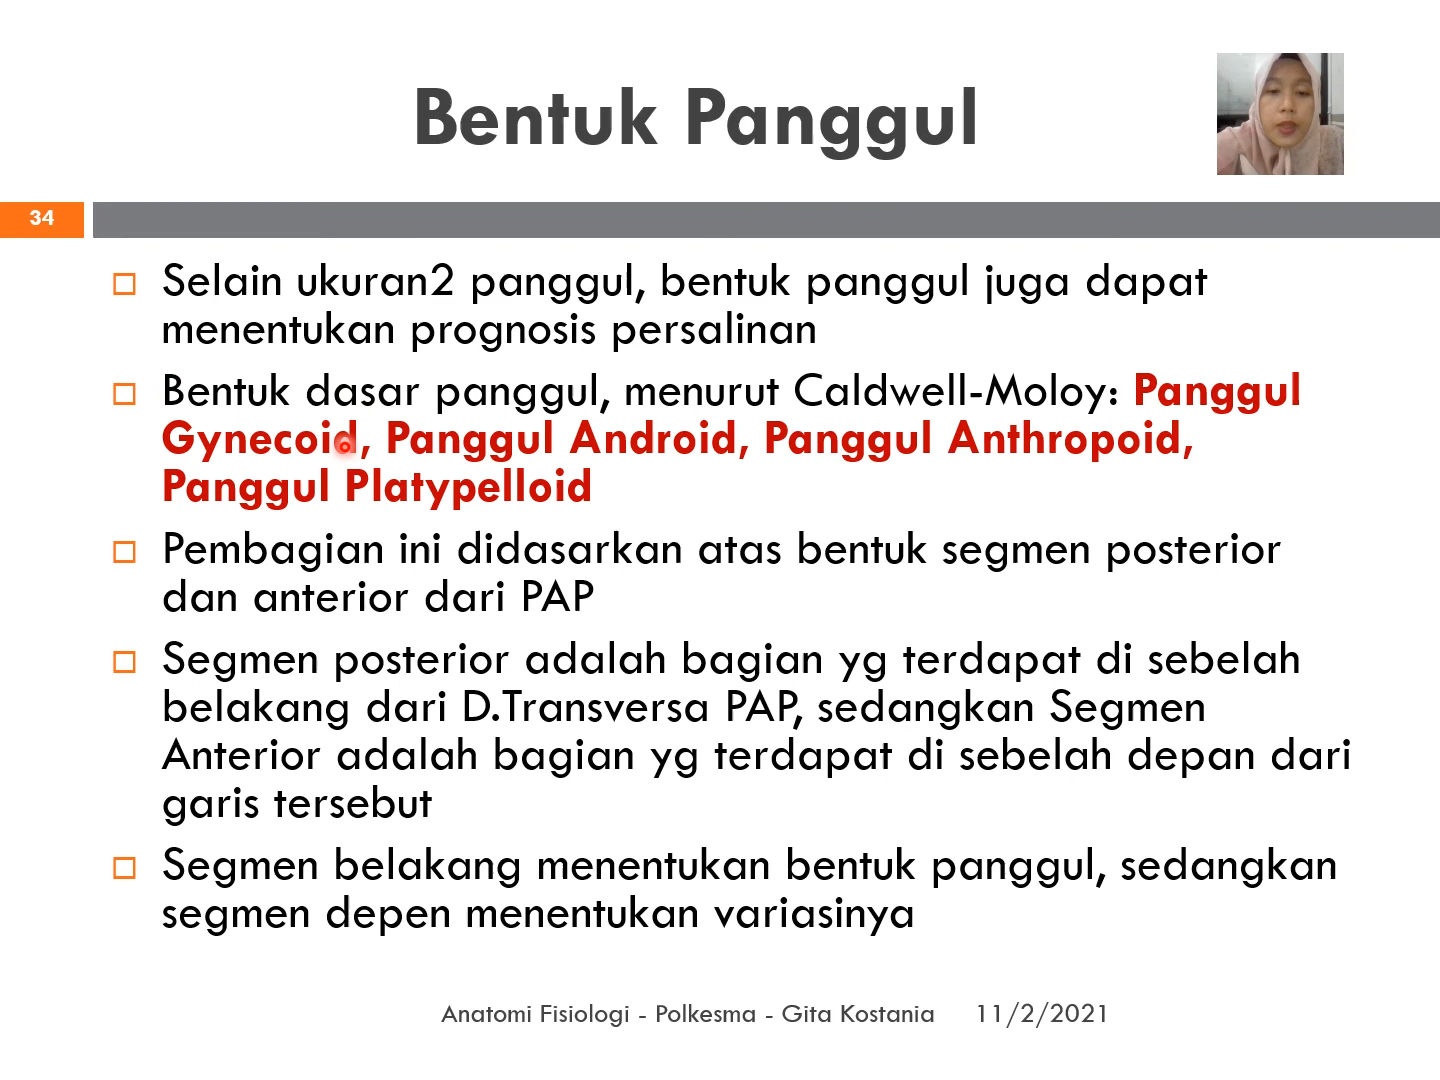 Bentuk Panggul
34
Selain ukuran2 panggul, bentuk panggul juga dapat
menentukan prognosis persalinan
Bentuk dasar panggul, menurut Caldwell-Moloy: Panggul
Gynecoid, Panggul Android, Panggul Anthropoid,
Panggul Platypelloid
Pembagian ini didasarkan atas bentuk segmen posterior
dan anterior dari PAP
Segmen posterior adalah bagian yg terdapat di sebelah
belakang dari D.Transversa PAP, sedangkan Segmen
Anterior adalah bagian yg terdapat di sebelah depan dari
garis tersebut
Segmen belakang menentukan bentuk panggul, sedangkan
segmen depen menentukan variasinya
Anatomi Fisiologi - Polkesma - Gita Kostania 11/2/2021